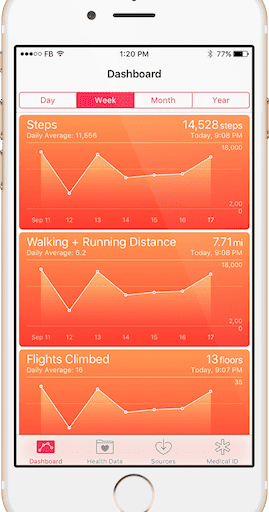 ●●●○○ FB 1:20 PM 77%
Dashboard
Day Week Month Year
Steps 14,528 steps
Daily Average: 11,556 Today, 9:08 PM
18,000
2,00
0
Sep 11 12 13 14 15 16 17
Walking + Running Distance 7.71 mi
Daily Average: 6.2 Today, 9:08 PM
18,000
2,00
0
Sep 11 12 13 14 15 16 17
Flights Climbed 13 floors
Daily Average: 16 Today, 9:07 PM
35
Dashboard Health Data Sources Medical ID